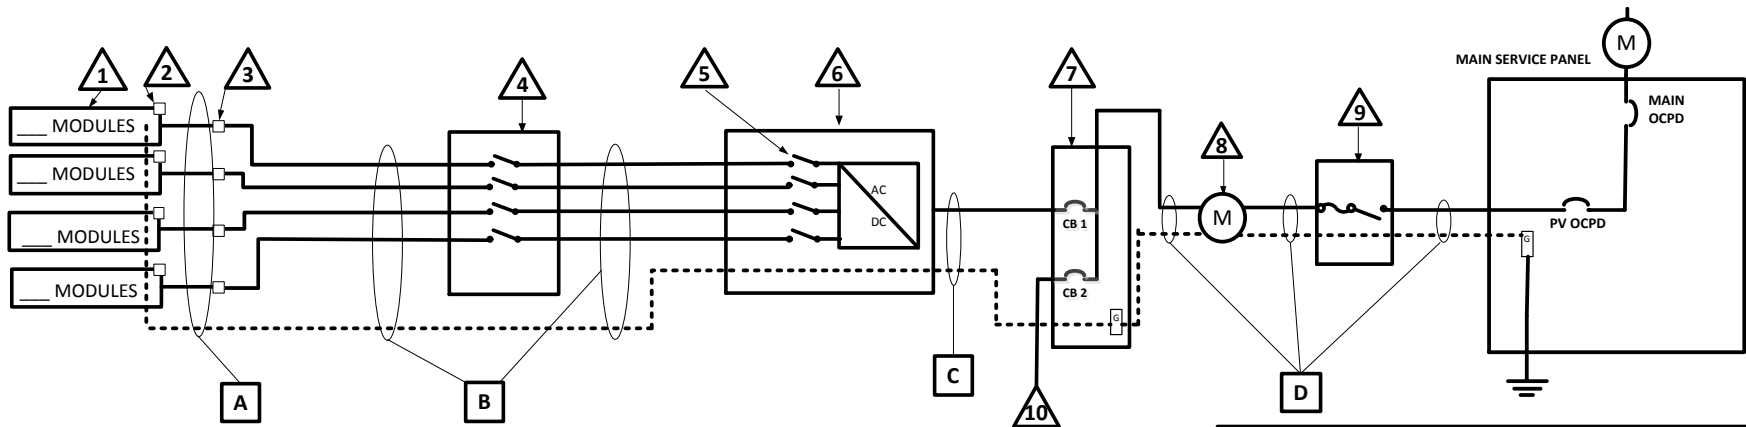 M
MAIN SERVICE PANEL
1
2
3
4
5
6
7
8
9
MAIN
OCPD
___ MODULES
___ MODULES
___ MODULES
___ MODULES
AC
DC
CB 1
M
PV OCPD
G
CB 2
G
A
B
C
D
10